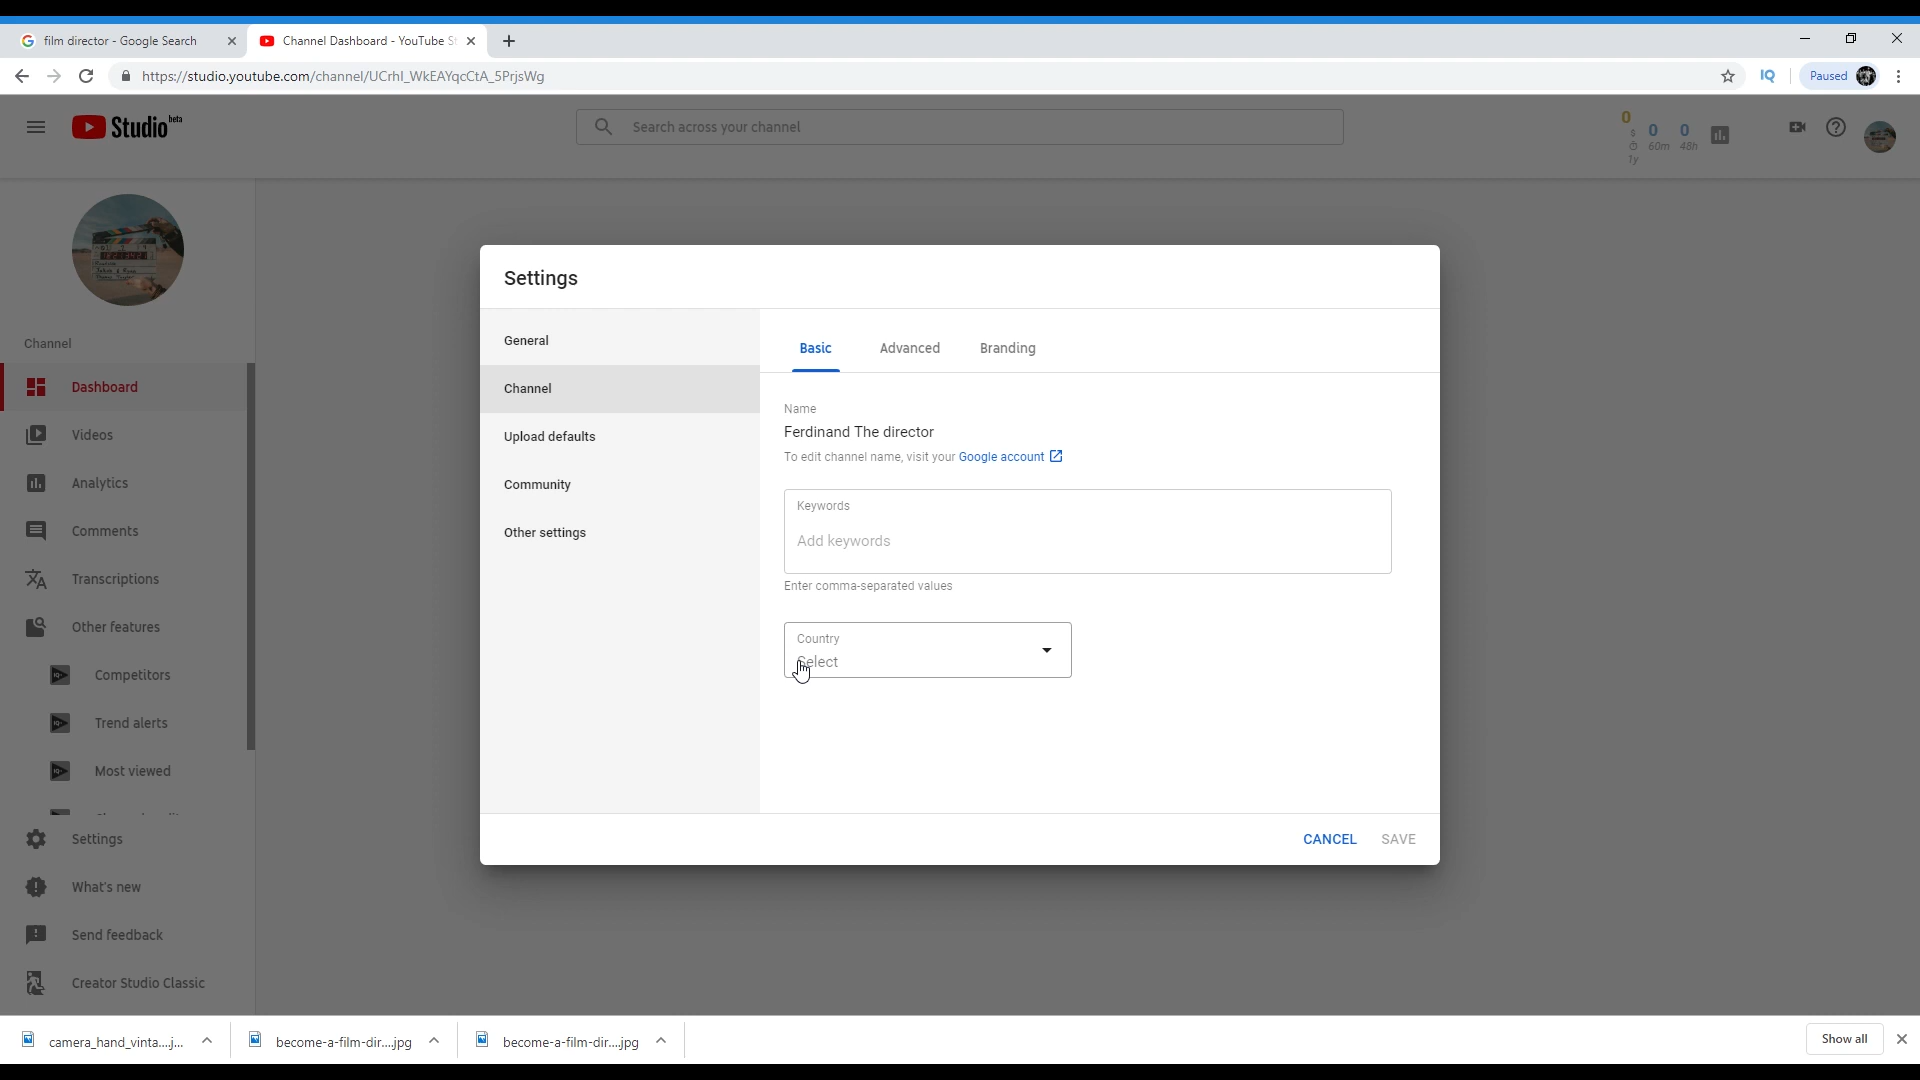 film director - Google Search
Channel Dashboard - YouTube St
https://studio.youtube.com/channel/UCrhI_WkEAYqcCtA_5PrjsWg
IQ
Paused
Studio beta
Search across your channel
0
$
1y
0
60m
0
48h
Channel
Dashboard
Videos
Analytics
Comments
Transcriptions
Other features
Competitors
Trend alerts
Most viewed
Settings
What's new
Send feedback
Creator Studio Classic
Settings
General
Channel
Upload defaults
Community
Other settings
Basic
Advanced
Branding
Name
Ferdinand The director
To edit channel name, visit your Google account
Keywords
Add keywords
Enter comma-separated values
Country
Select
CANCEL
SAVE
camera_hand_vinta....j...
become-a-film-dir....jpg
become-a-film-dir....jpg
Show all